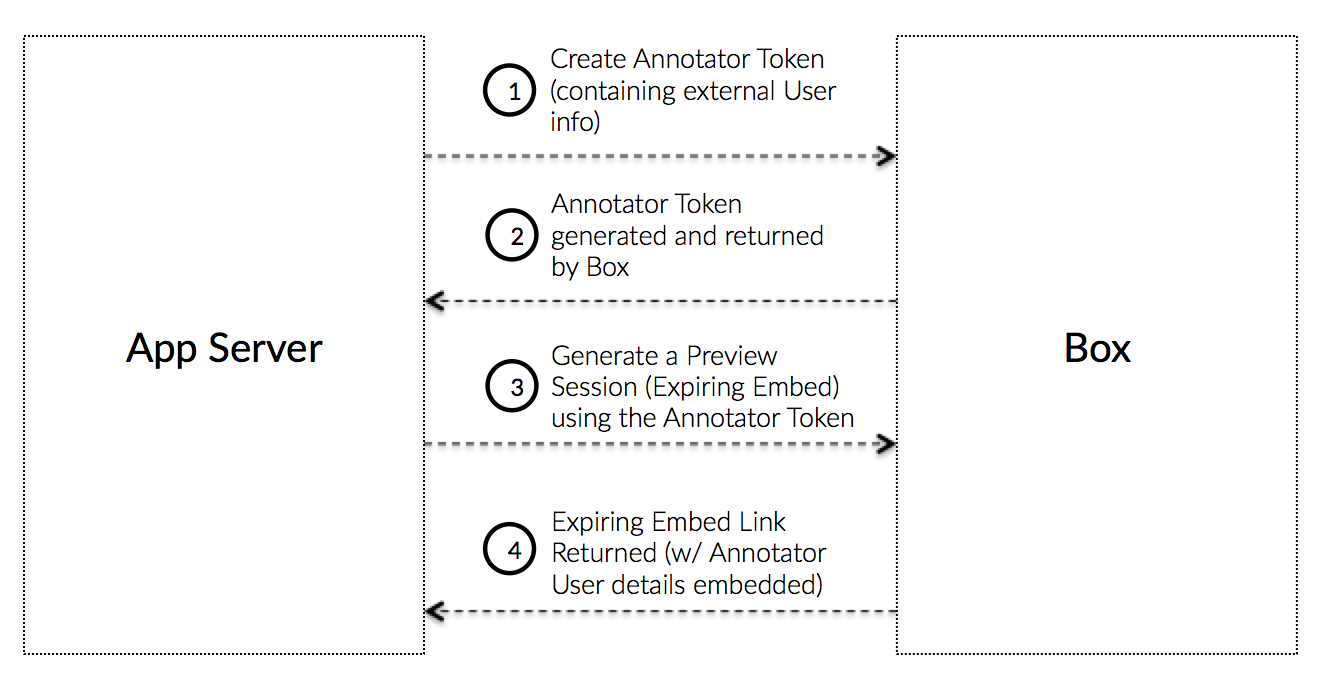 App Server
1
Create Annotator Token
(containing external User
info)
2
Annotator Token
generated and returned
by Box
3
Generate a Preview
Session (Expiring Embed)
using the Annotator Token
4
Expiring Embed Link
Returned (w/ Annotator
User details embedded)
Box